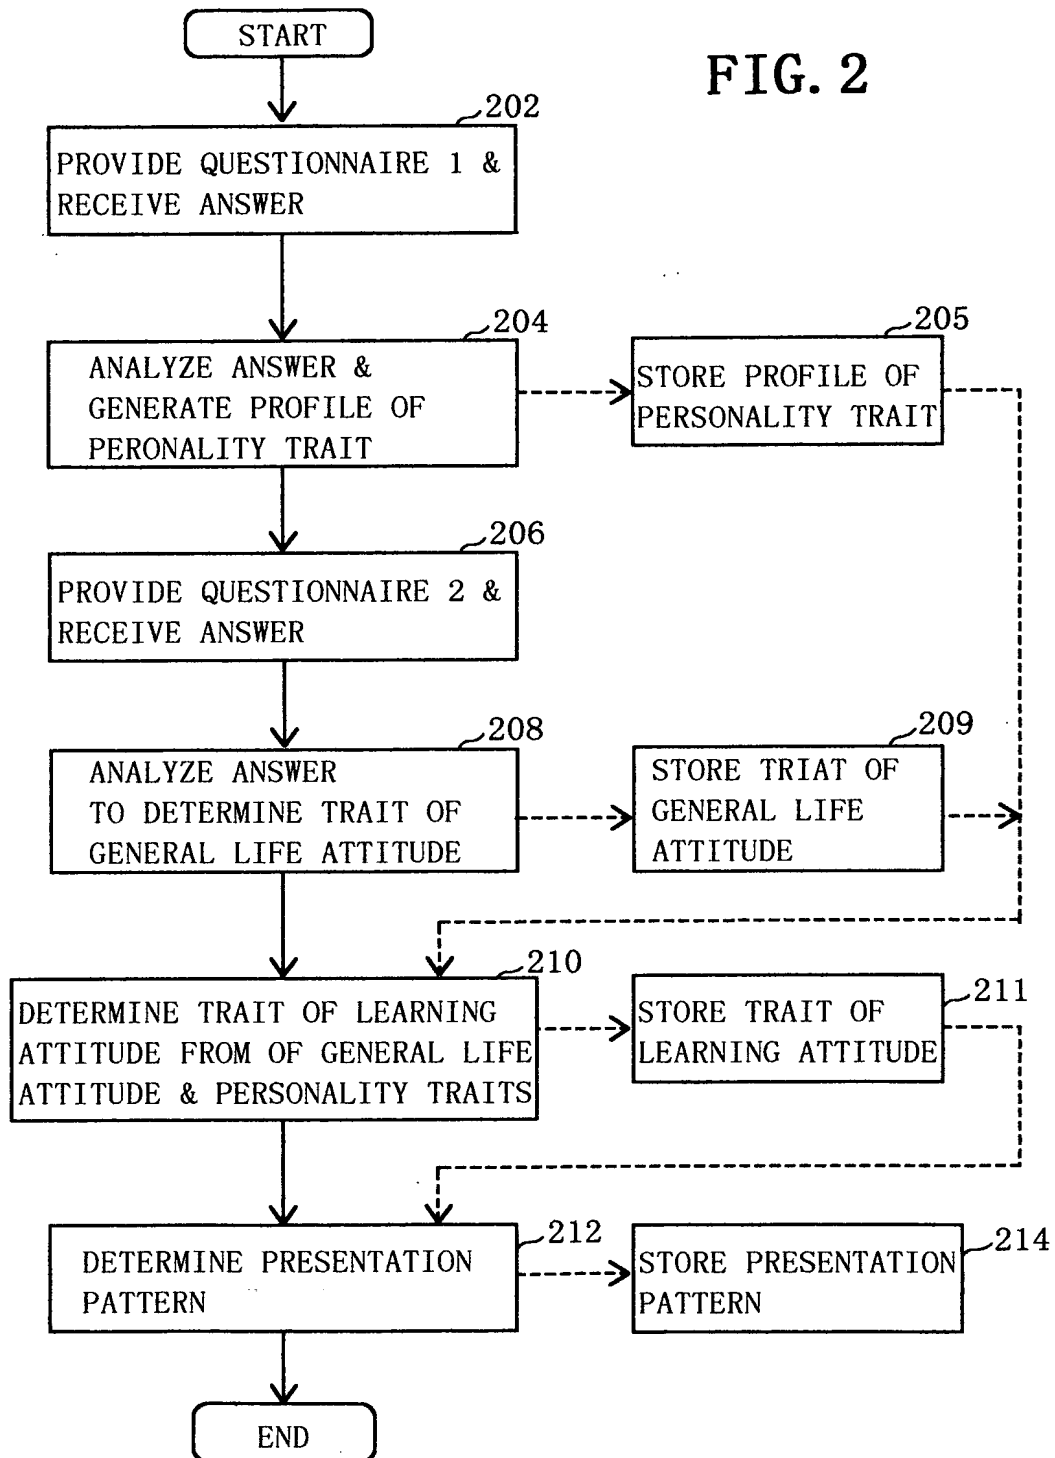 START
FIG. 2
202
PROVIDE QUESTIONNAIRE 1 &
RECEIVE ANSWER
204
ANALYZE ANSWER &
GENERATE PROFILE OF
PERONALITY TRAIT
205
STORE PROFILE OF
PERSONALITY TRAIT
206
PROVIDE QUESTIONNAIRE 2 &
RECEIVE ANSWER
208
ANALYZE ANSWER
TO DETERMINE TRAIT OF
GENERAL LIFE ATTITUDE
209
STORE TRIAT OF
GENERAL LIFE
ATTITUDE
210
DETERMINE TRAIT OF LEARNING
ATTITUDE FROM OF GENERAL LIFE
ATTITUDE & PERSONALITY TRAITS
211
STORE TRAIT OF
LEARNING ATTITUDE
212
DETERMINE PRESENTATION
PATTERN
214
STORE PRESENTATION
PATTERN
END